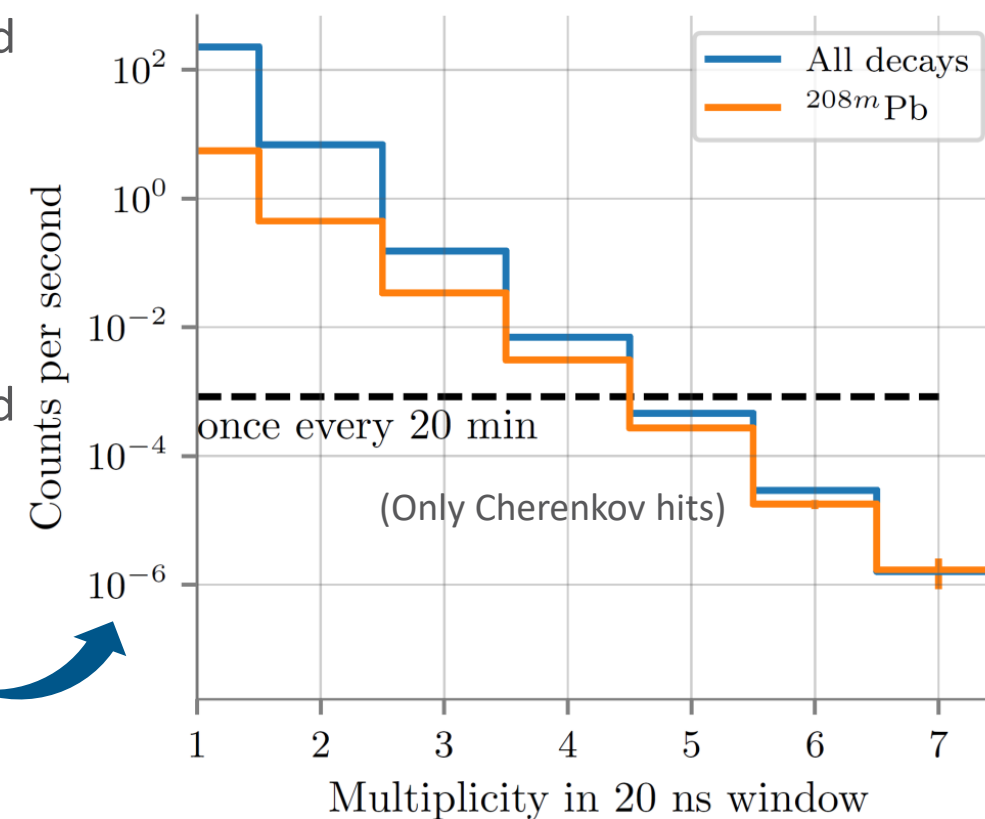 d
d
All decays
²⁰⁸ᵐPb
Counts per second
10²
10⁰
10⁻²
10⁻⁴
10⁻⁶
once every 20 min
(Only Cherenkov hits)
1 2 3 4 5 6 7
Multiplicity in 20 ns window